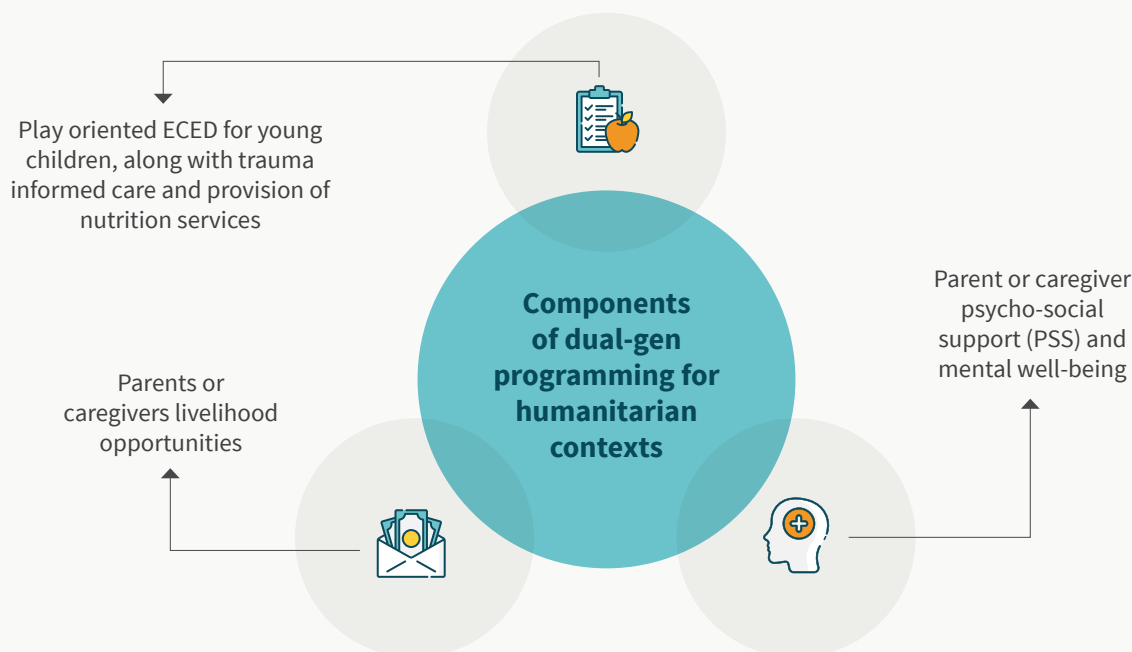 Play oriented ECED for young
children, along with trauma
informed care and provision of
nutrition services
Components
of dual-gen
programming for
humanitarian
contexts
Parent or caregiver
psycho-social
support (PSS) and
mental well-being
Parents or
caregivers livelihood
opportunities